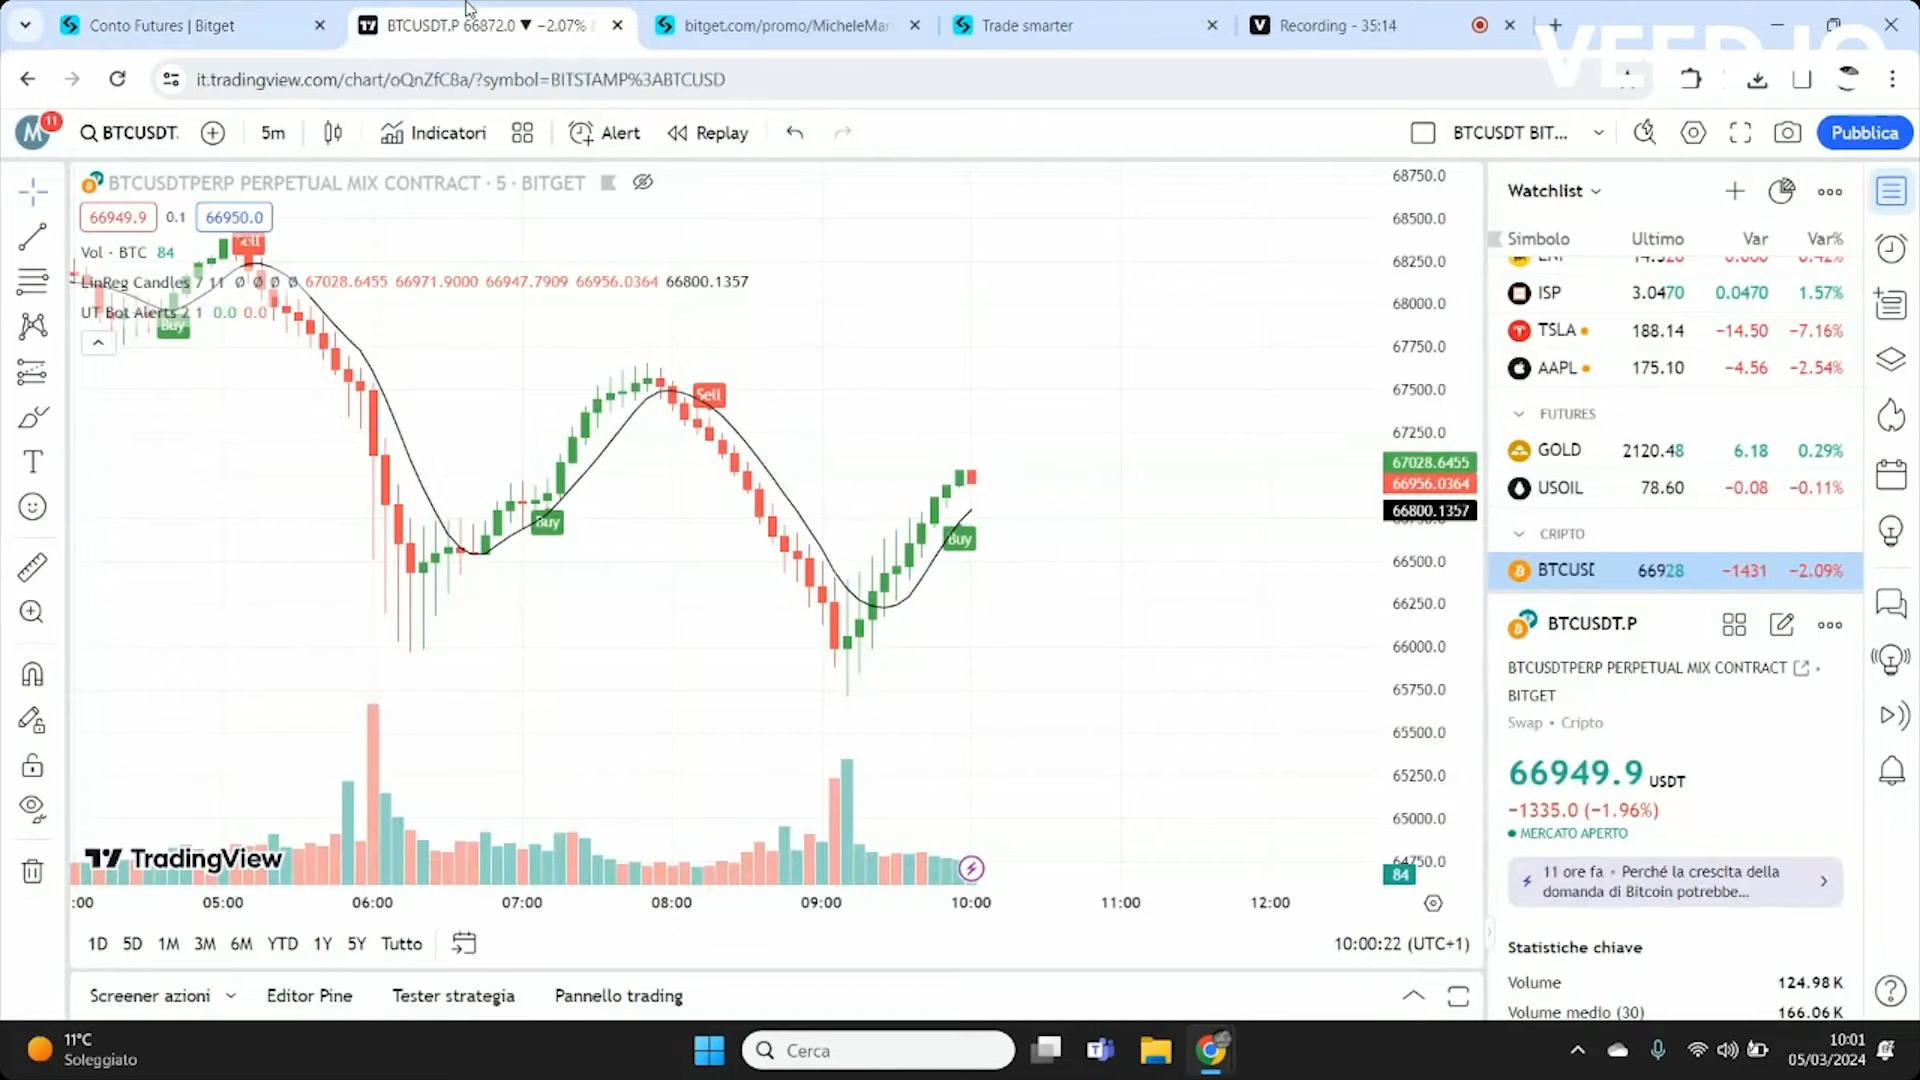 Conto Futures | Bitget
BTCUSDT.P 66872.0 ▼ −2.07%
bitget.com/promo/MicheleMar
Trade smarter
Recording - 35:14
VEED.IO
it.tradingview.com/chart/oQnZfC8a/?symbol=BITSTAMP%3ABTCUSD
M 11 BTCUSDT. 5m Indicatori Alert Replay BTCUSDT BIT... Pubblica
BTCUSDTPERP PERPETUAL MIX CONTRACT · 5 · BITGET
66949.9 0.1 66950.0
Vol · BTC 84
LinReg Candles 7 11 Ø Ø Ø Ø 67028.6455 66971.9000 66947.7909 66956.0364 66800.1357
UT Bot Alerts 2 1 0.0 0.0
Buy
Sell
Buy
Sell
Buy
68750.0
68500.0
68250.0
68000.0
67750.0
67500.0
67250.0
67028.6455
66956.0364
66800.1357
66500.0
66250.0
66000.0
65750.0
65500.0
65250.0
65000.0
64750.0
84
TradingView
:00 05:00 06:00 07:00 08:00 09:00 10:00 11:00 12:00
1D 5D 1M 3M 6M YTD 1Y 5Y Tutto
10:00:22 (UTC+1)
Screener azioni Editor Pine Tester strategia Pannello trading
Watchlist
Simbolo Ultimo Var Var%
ISP 3.0470 0.0470 1.57%
TSLA 188.14 −14.50 −7.16%
AAPL 175.10 −4.56 −2.54%
FUTURES
GOLD 2120.48 6.18 0.29%
USOIL 78.60 −0.08 −0.11%
CRIPTO
BTCUSD 66928 −1431 −2.09%
BTCUSDT.P
BTCUSDTPERP PERPETUAL MIX CONTRACT •
BITGET
Swap • Cripto
66949.9 USDT
−1335.0 (−1.96%)
MERCATO APERTO
11 ore fa • Perché la crescita della
domanda di Bitcoin potrebbe...
Statistiche chiave
Volume 124.98K
Volume medio (30) 166.06K
11°C
Soleggiato
Cerca
10:01
05/03/2024